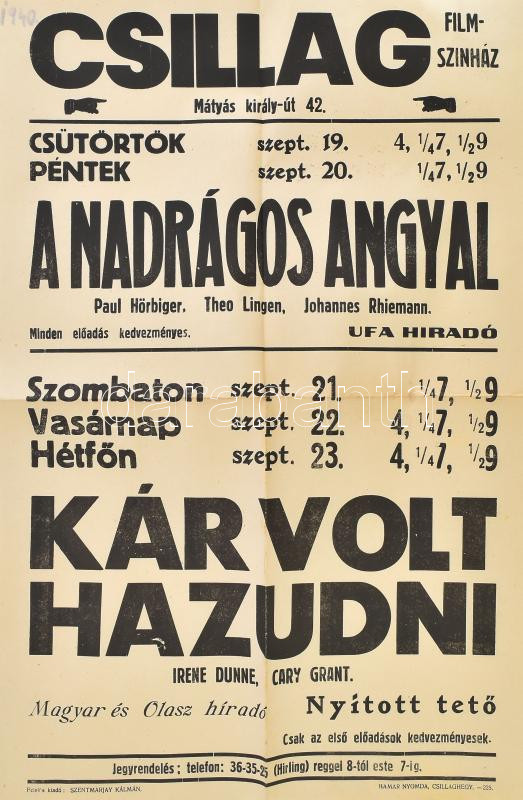 1940.
CSILLAG FILM-
SZINHÁZ
Mátyás király-út 42.
CSÜTÖRTÖK szept. 19. 4, 1/47, 1/29
PÉNTEK szept. 20. 1/47, 1/29
A NADRÁGOS ANGYAL
Paul Hörbiger, Theo Lingen, Johannes Rhiemann.
Minden előadás kedvezményes. UFA HIRADÓ
Szombaton szept. 21. 1/47, 1/29
Vasárnap szept. 22. 4, 1/47, 1/29
Hétfőn szept. 23. 4, 1/47, 1/29
darabanth
KÁR VOLT
HAZUDNI
IRENE DUNNE, CARY GRANT.
Magyar és Olasz híradó Nyitott tető
Csak az első előadások kedvezményesek.
Jegyrendelés; telefon: 36-35-25 (Hirling) reggel 8-tól este 7-ig.
kiadó: SZENTMARJAY KÁLMÁN. HAMAR NYOMDA, CSILLAGHEGY. —225.